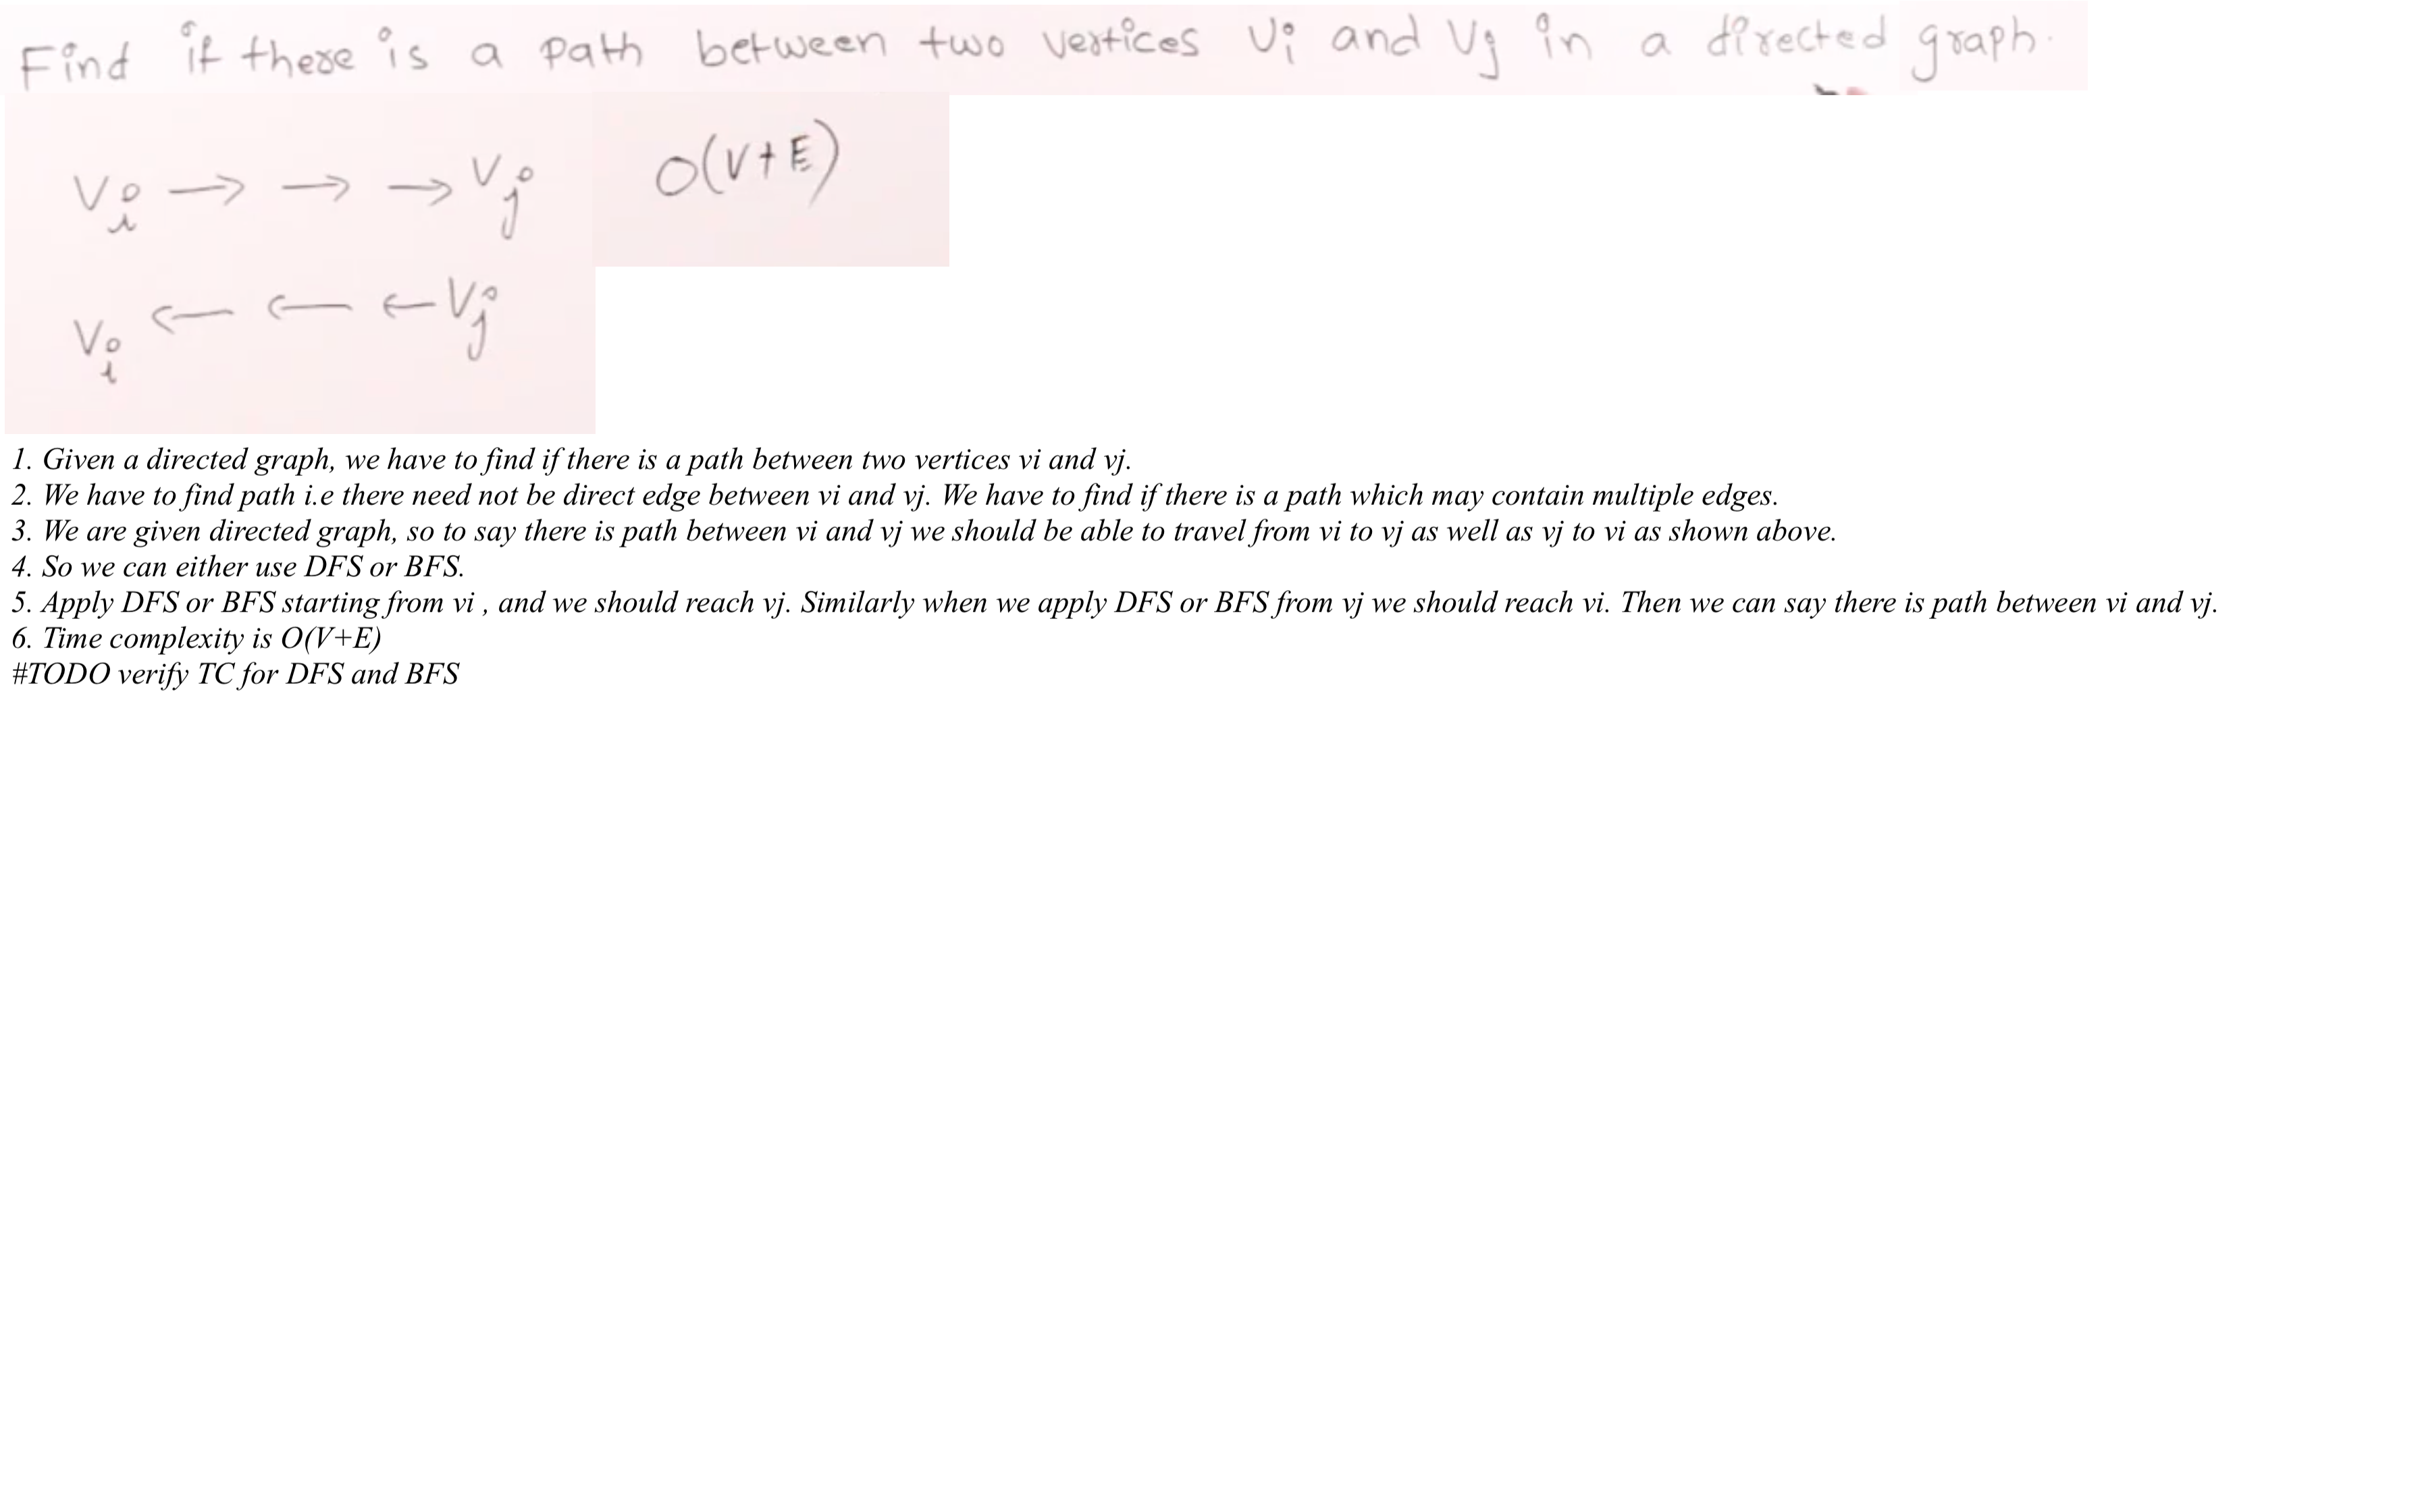 Find if there is a path between two vertices Vi and Vj in a directed graph.
Vi → → → Vj O(V+E)
Vi ← ← ← Vj
1. Given a directed graph, we have to find if there is a path between two vertices vi and vj.
2. We have to find path i.e there need not be direct edge between vi and vj. We have to find if there is a path which may contain multiple edges.
3. We are given directed graph, so to say there is path between vi and vj we should be able to travel from vi to vj as well as vj to vi as shown above.
4. So we can either use DFS or BFS.
5. Apply DFS or BFS starting from vi , and we should reach vj. Similarly when we apply DFS or BFS from vj we should reach vi. Then we can say there is path between vi and vj.
6. Time complexity is O(V+E)
#TODO verify TC for DFS and BFS